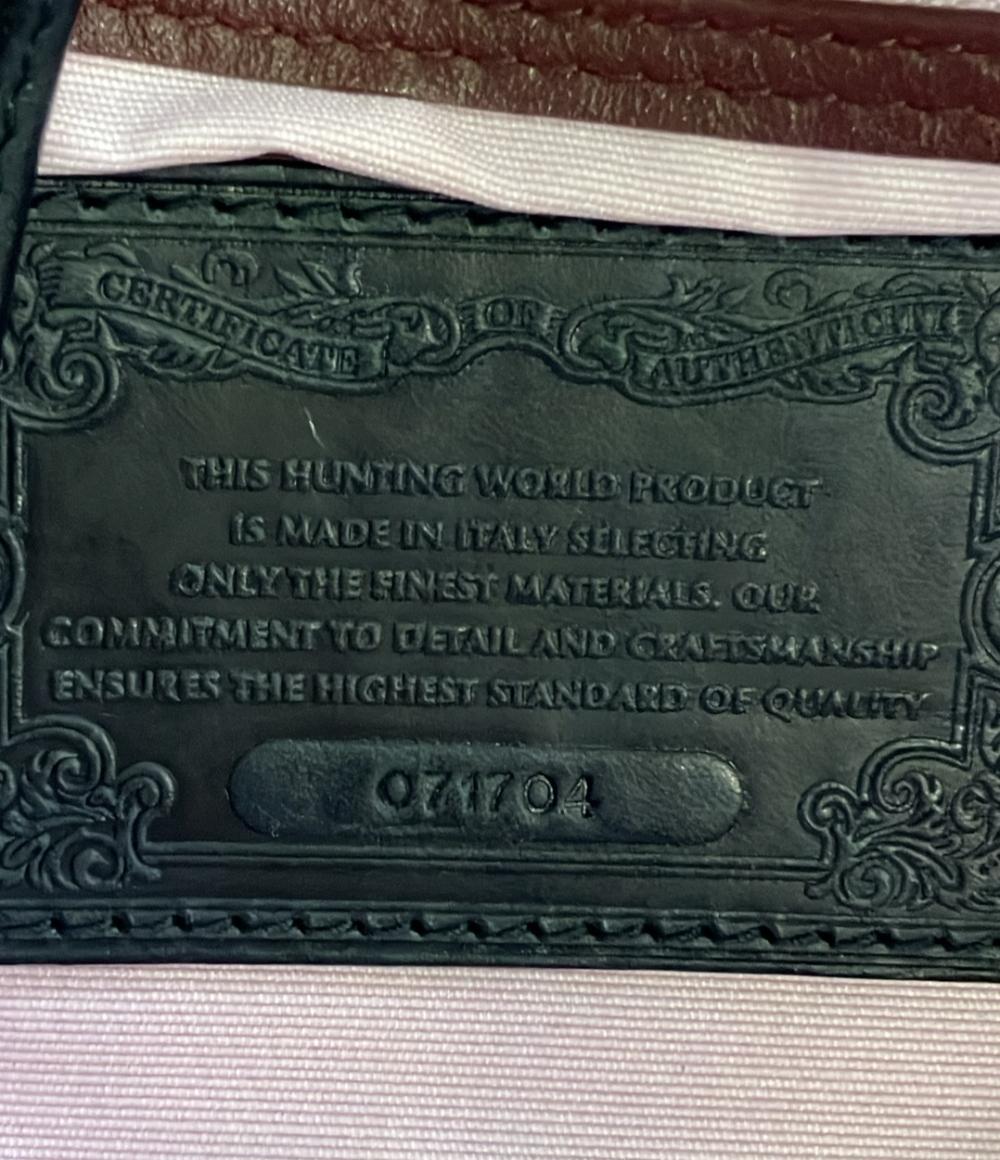 CERTIFICATE OF AUTHENTICITY
THIS HUNTING WORLD PRODUCT
IS MADE IN ITALY SELECTING
ONLY THE FINEST MATERIALS. OUR
COMMITMENT TO DETAIL AND CRAFTSMANSHIP
ENSURES THE HIGHEST STANDARD OF QUALITY
071704